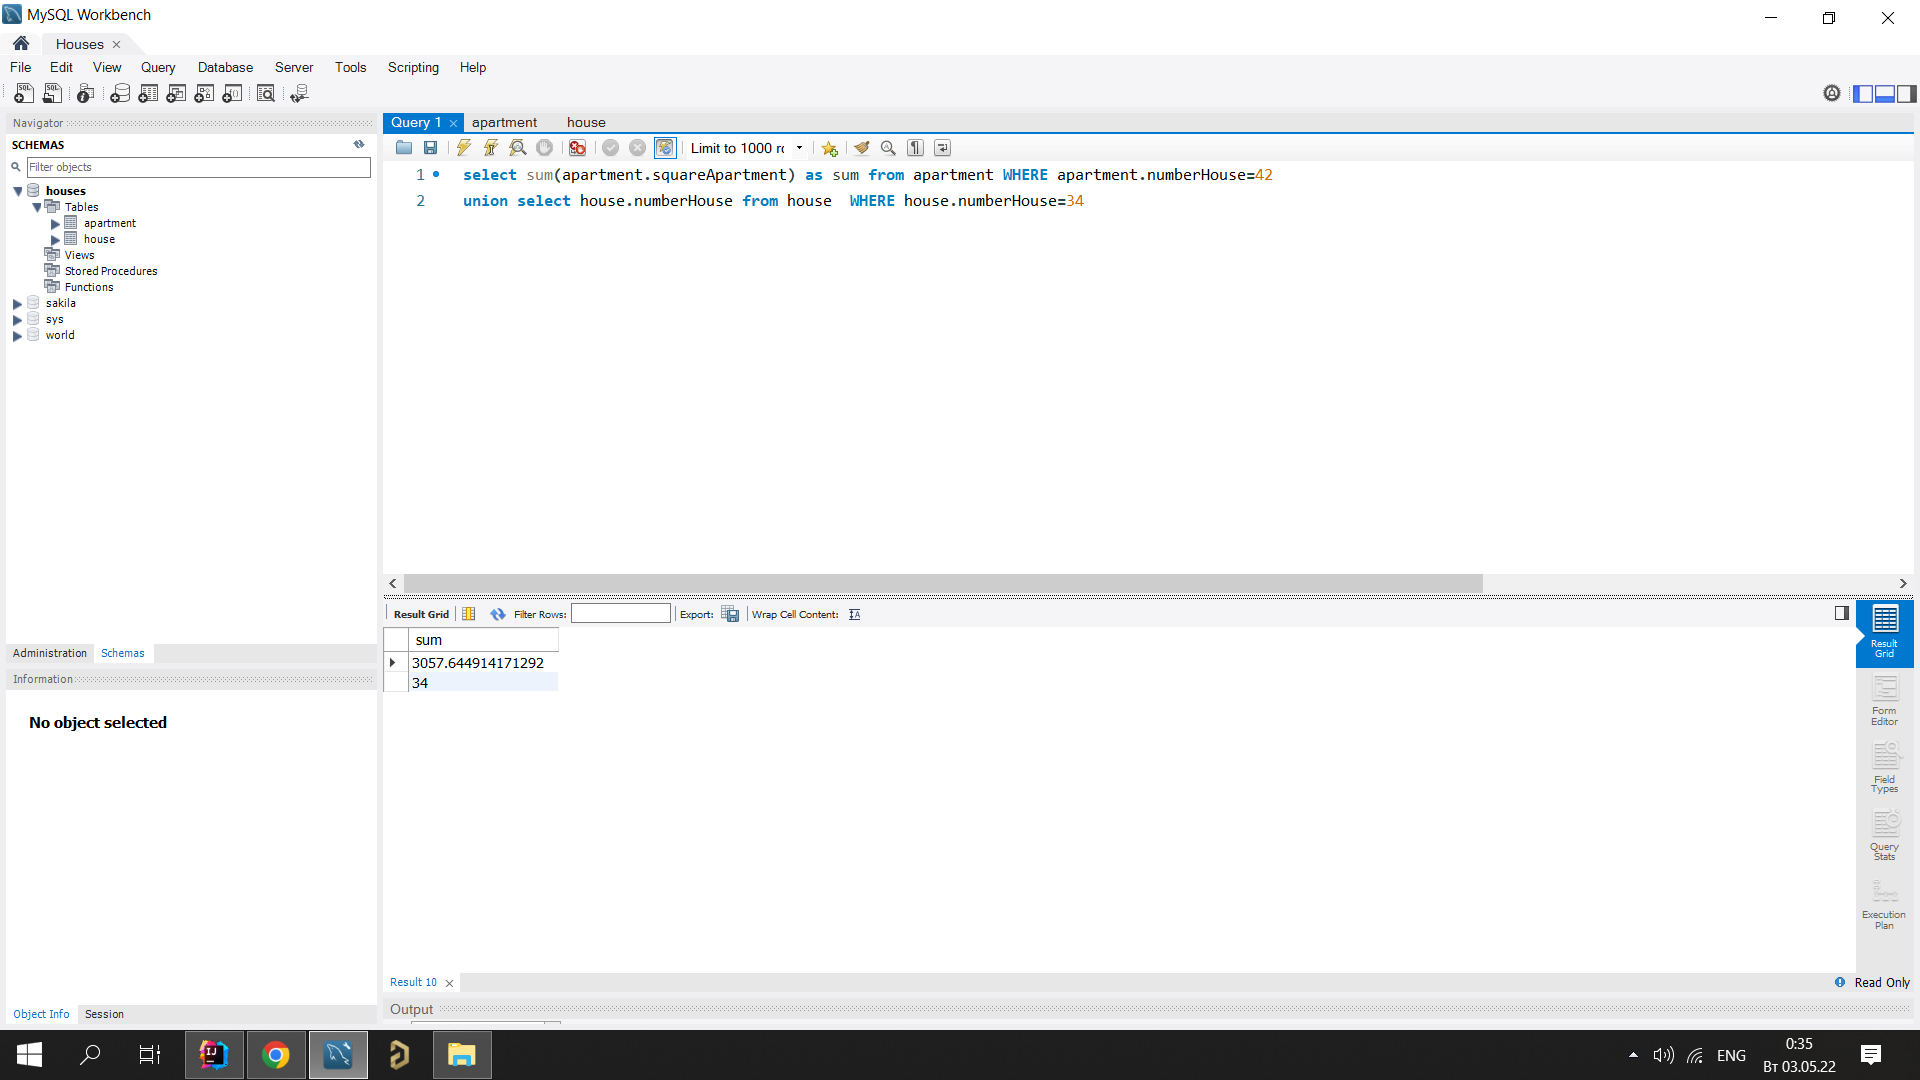 MySQL Workbench
Houses
File Edit View Query Database Server Tools Scripting Help
Navigator
SCHEMAS
Filter objects
houses
Tables
apartment
house
Views
Stored Procedures
Functions
sakila
sys
world
Administration Schemas
Information
No object selected
Object Info Session
Query 1 apartment house
Limit to 1000 rc
1 select sum(apartment.squareApartment) as sum from apartment WHERE apartment.numberHouse=42
2 union select house.numberHouse from house WHERE house.numberHouse=34
Result Grid Filter Rows: Export: Wrap Cell Content:
sum
3057.644914171292
34
Result
Grid
Form
Editor
Field
Types
Query
Stats
Execution
Plan
Result 10
Read Only
Output
ENG
0:35
Вт 03.05.22